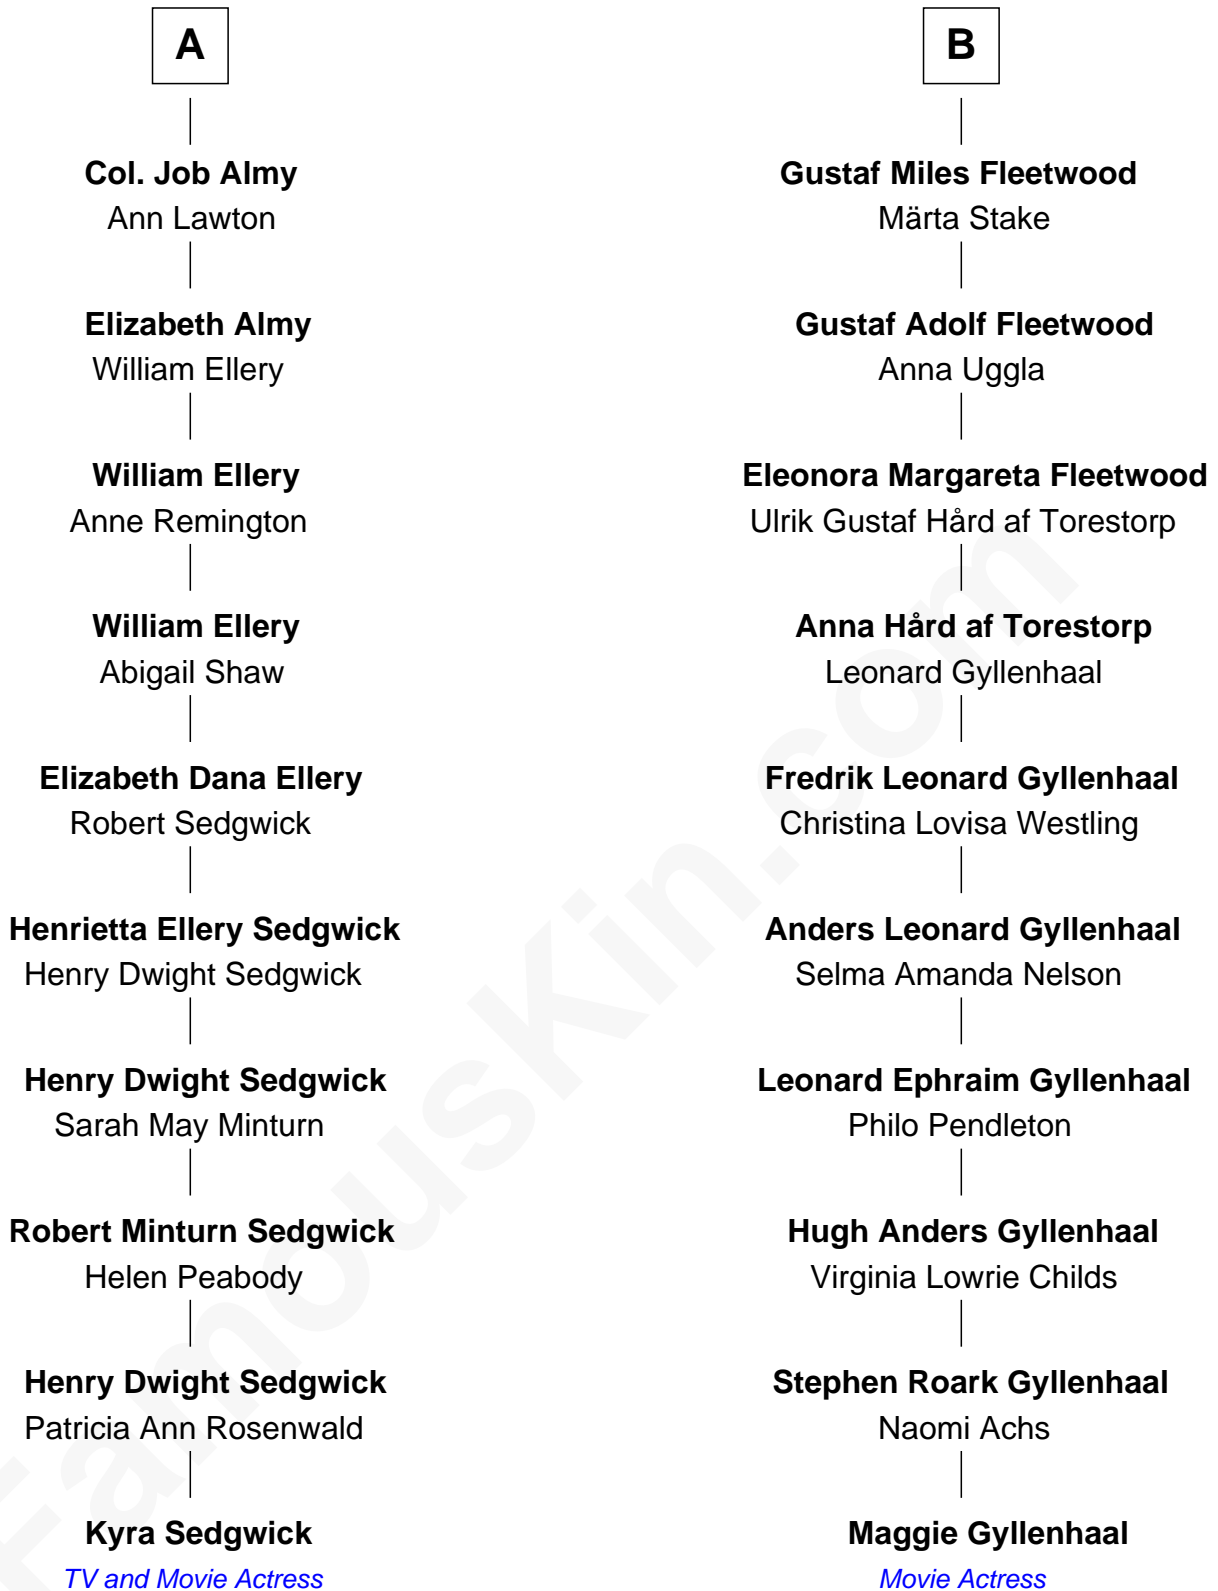 A
Col. Job Almy
Ann Lawton
Elizabeth Almy
William Ellery
William Ellery
Anne Remington
William Ellery
Abigail Shaw
Elizabeth Dana Ellery
Robert Sedgwick
Henrietta Ellery Sedgwick
Henry Dwight Sedgwick
Henry Dwight Sedgwick
Sarah May Minturn
Robert Minturn Sedgwick
Helen Peabody
Henry Dwight Sedgwick
Patricia Ann Rosenwald
Kyra Sedgwick
TV and Movie Actress
B
Gustaf Miles Fleetwood
Märta Stake
Gustaf Adolf Fleetwood
Anna Uggla
Eleonora Margareta Fleetwood
Ulrik Gustaf Hård af Torestorp
Anna Hård af Torestorp
Leonard Gyllenhaal
Fredrik Leonard Gyllenhaal
Christina Lovisa Westling
Anders Leonard Gyllenhaal
Selma Amanda Nelson
Leonard Ephraim Gyllenhaal
Philo Pendleton
Hugh Anders Gyllenhaal
Virginia Lowrie Childs
Stephen Roark Gyllenhaal
Naomi Achs
Maggie Gyllenhaal
Movie Actress
FamousKin.com